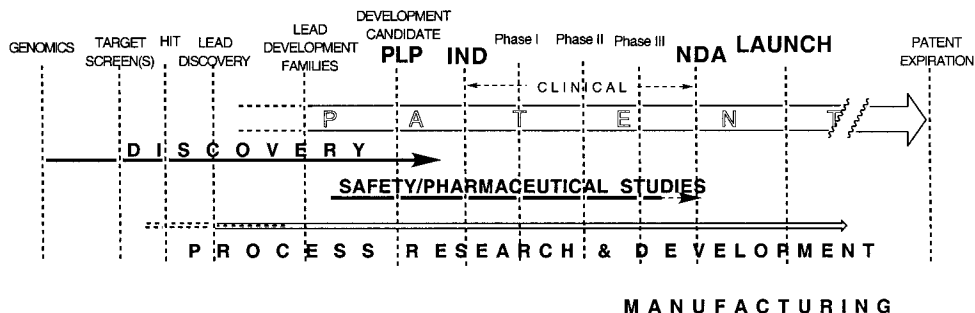 GENOMICS
TARGET
SCREEN(S)
HIT
LEAD
DISCOVERY
LEAD
DEVELOPMENT
FAMILIES
DEVELOPMENT
CANDIDATE
PLP
IND
Phase I
Phase II
Phase III
NDA
LAUNCH
PATENT
EXPIRATION
CLINICAL
PATENT
DISCOVERY
SAFETY/PHARMACEUTICAL STUDIES
PROCESS RESEARCH & DEVELOPMENT
MANUFACTURING